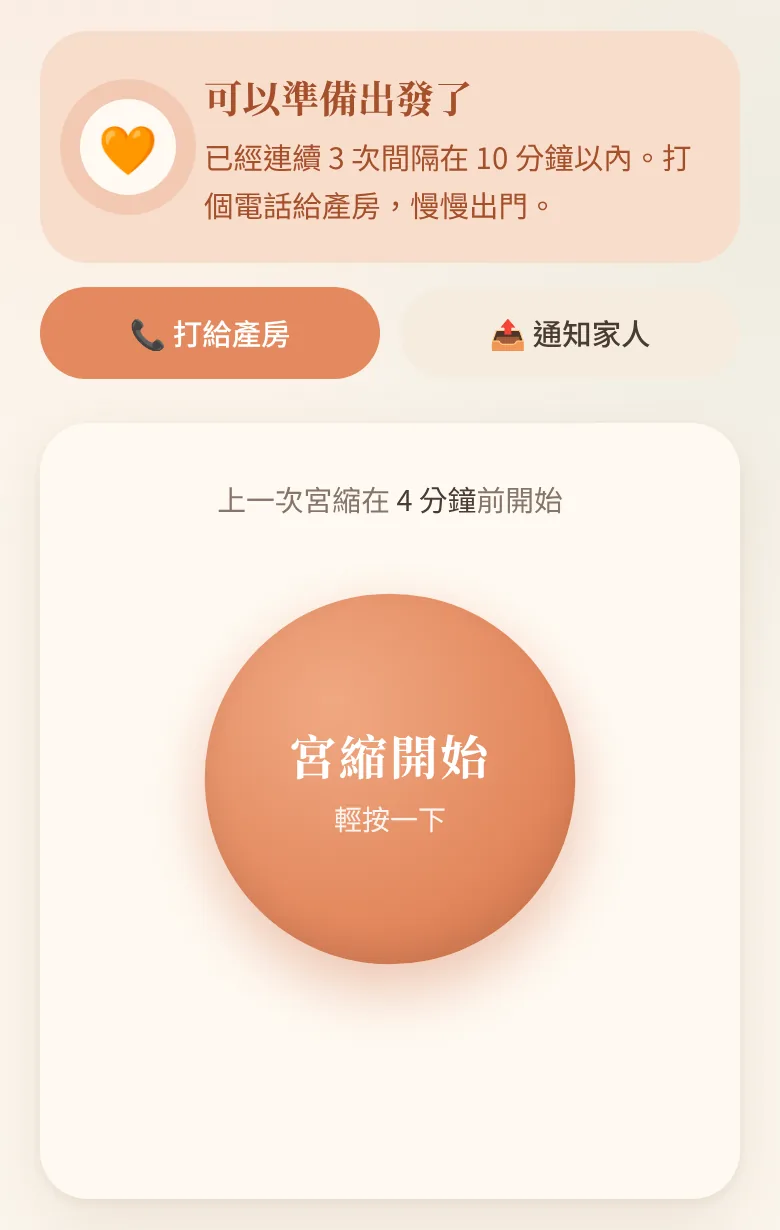 可以準備出發了
已經連續 3 次間隔在 10 分鐘以內。打
個電話給產房，慢慢出門。
打給產房
通知家人
上一次宮縮在 4 分鐘前開始
宮縮開始
輕按一下